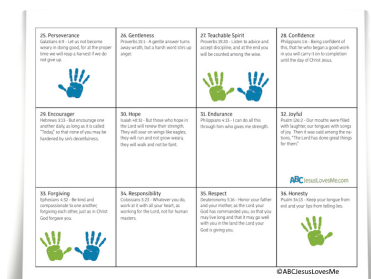 25. Perseverance
Galatians 6:9 - Let us not become
weary in doing good, for at the proper
time we will reap a harvest if we do
not give up.
26. Gentleness
Proverbs 15:1 - A gentle answer turns
away wrath, but a hard word stirs up
anger.
27. Teachable Spirit
Proverbs 19:20 - Listen to advice and
accept discipline, and at the end you
will be counted among the wise.
28. Confidence
Philippians 1:6 - Being confident of
this, that he who began a good work
in you will carry it on to completion
until the day of Christ Jesus.
29. Encourager
Hebrews 3:13 - But encourage one
another daily, as long as it is called
"Today," so that none of you may be
hardened by sin's deceitfulness.
30. Hope
Isaiah 40:31 - But those who hope in
the Lord will renew their strength.
They will soar on wings like eagles;
they will run and not grow weary,
they will walk and not be faint.
31. Endurance
Philippians 4:13 - I can do all this
through him who gives me strength.
32. Joyful
Psalm 126:2 - Our mouths were filled
with laughter, our tongues with songs
of joy. Then it was said among the na-
tions, "The Lord has done great things
for them."
ABCJesusLovesMe.com
33. Forgiving
Ephesians 4:32 - Be kind and
compassionate to one another,
forgiving each other, just as in Christ
God forgave you.
34. Responsibility
Colossians 3:23 - Whatever you do,
work at it with all your heart, as
working for the Lord, not for human
masters.
35. Respect
Deuteronomy 5:16 - Honor your father
and your mother, as the Lord your
God has commanded you, so that you
may live long and that it may go well
with you in the land the Lord your
God is giving you.
36. Honesty
Psalm 34:13 - Keep your tongue from
evil and your lips from telling lies.
©ABCJesusLovesMe